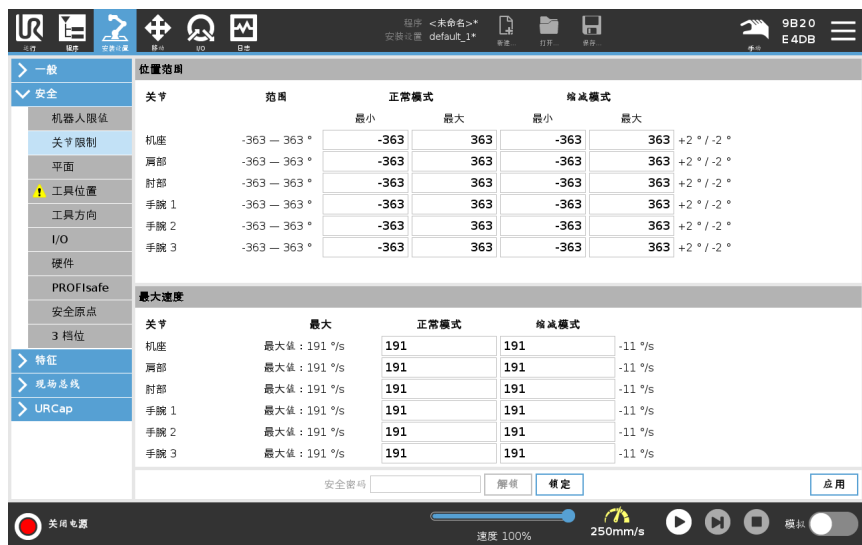 UR 程序 <未命名>* 9B20
运行 程序 安装设置 移动 I/O 日志 安装设置 default_1* 新建... 打开... 保存... 手动 E4DB
一般
安全
机器人限值
关节限制
平面
工具位置
工具方向
I/O
硬件
PROFIsafe
安全原点
3 档位
特征
现场总线
URCap
位置范围
关节 范围 正常模式 缩减模式
最小 最大 最小 最大
机座 -363 — 363 ° -363 363 -363 363 +2 ° / -2 °
肩部 -363 — 363 ° -363 363 -363 363 +2 ° / -2 °
肘部 -363 — 363 ° -363 363 -363 363 +2 ° / -2 °
手腕 1 -363 — 363 ° -363 363 -363 363 +2 ° / -2 °
手腕 2 -363 — 363 ° -363 363 -363 363 +2 ° / -2 °
手腕 3 -363 — 363 ° -363 363 -363 363 +2 ° / -2 °
最大速度
关节 最大 正常模式 缩减模式
机座 最大值：191 °/s 191 191 -11 °/s
肩部 最大值：191 °/s 191 191 -11 °/s
肘部 最大值：191 °/s 191 191 -11 °/s
手腕 1 最大值：191 °/s 191 191 -11 °/s
手腕 2 最大值：191 °/s 191 191 -11 °/s
手腕 3 最大值：191 °/s 191 191 -11 °/s
安全密码 解锁 锁定 应用
关闭电源 速度 100% 250mm/s 模拟